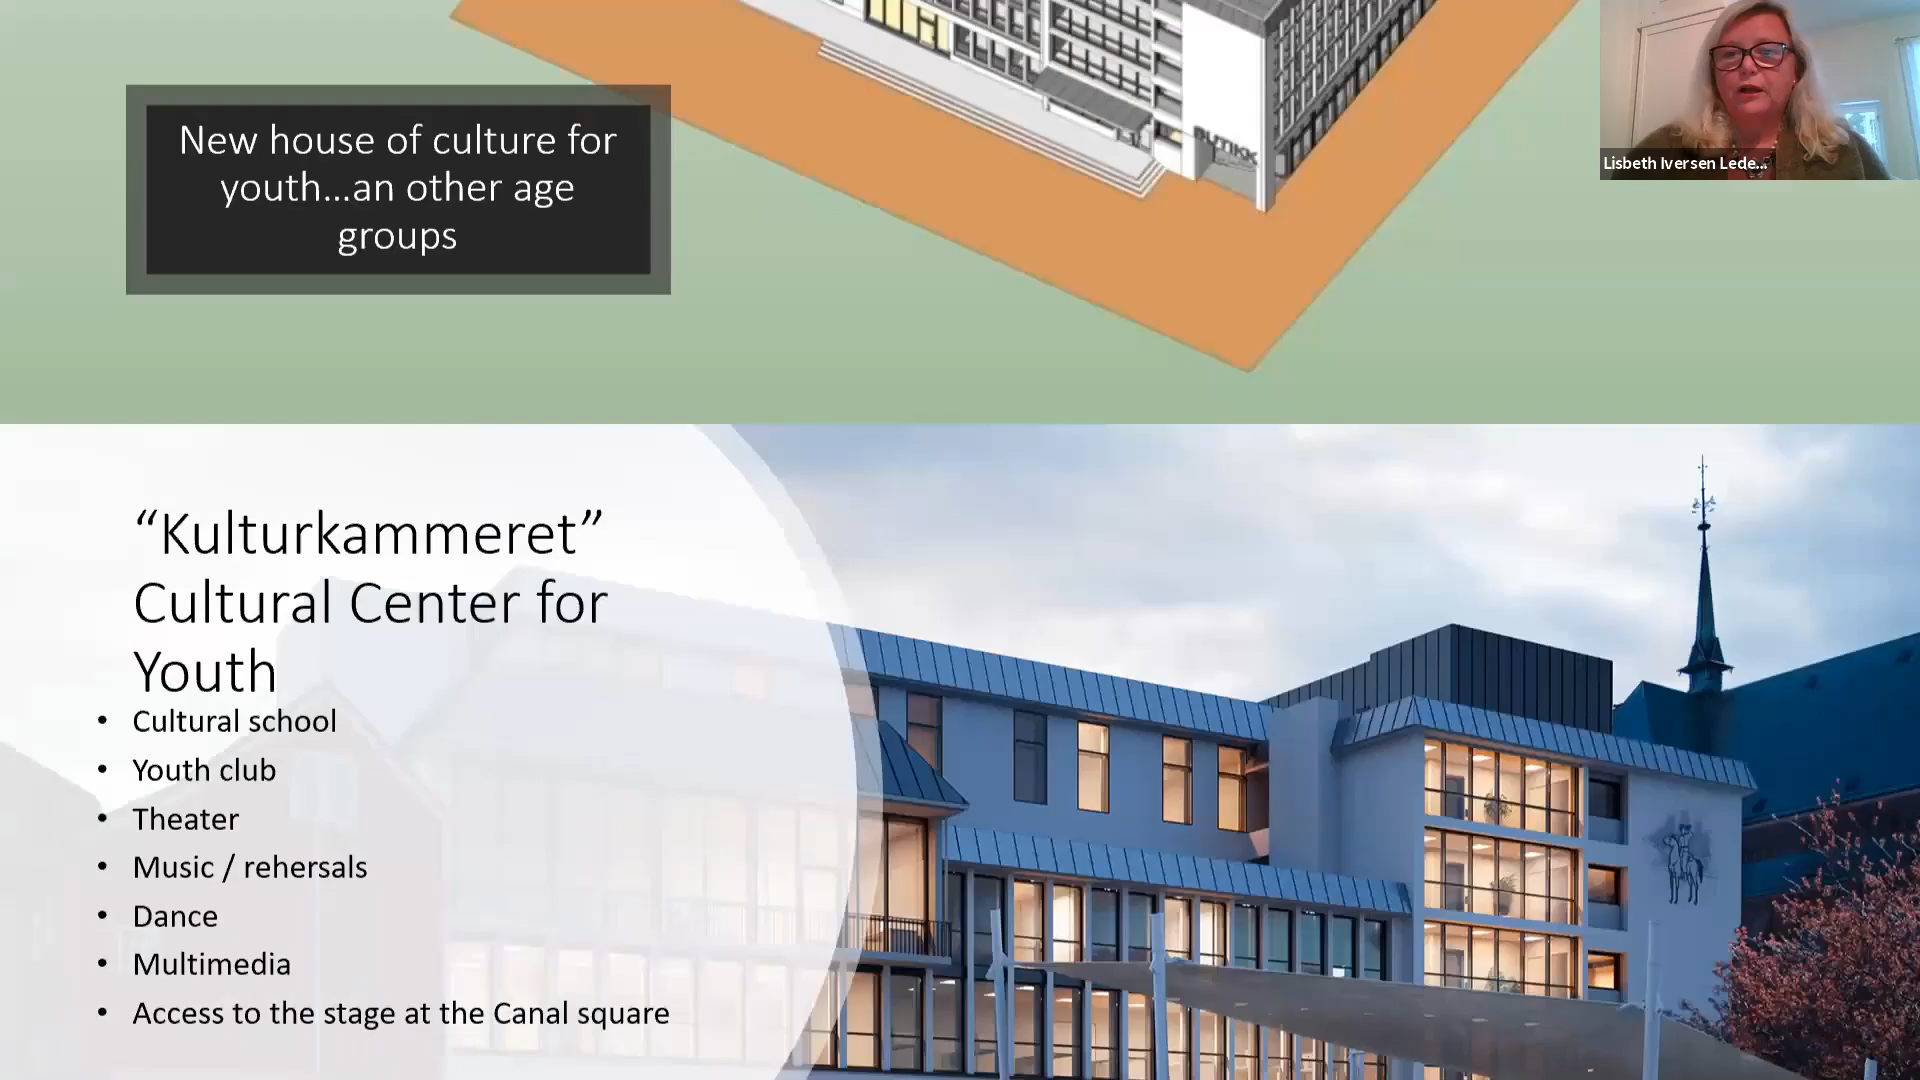 BUTIKK
Lisbeth Iversen Lede...
New house of culture for
youth...an other age
groups
“Kulturkammeret”
Cultural Center for
Youth
• Cultural school
• Youth club
• Theater
• Music / rehersals
• Dance
• Multimedia
• Access to the stage at the Canal square